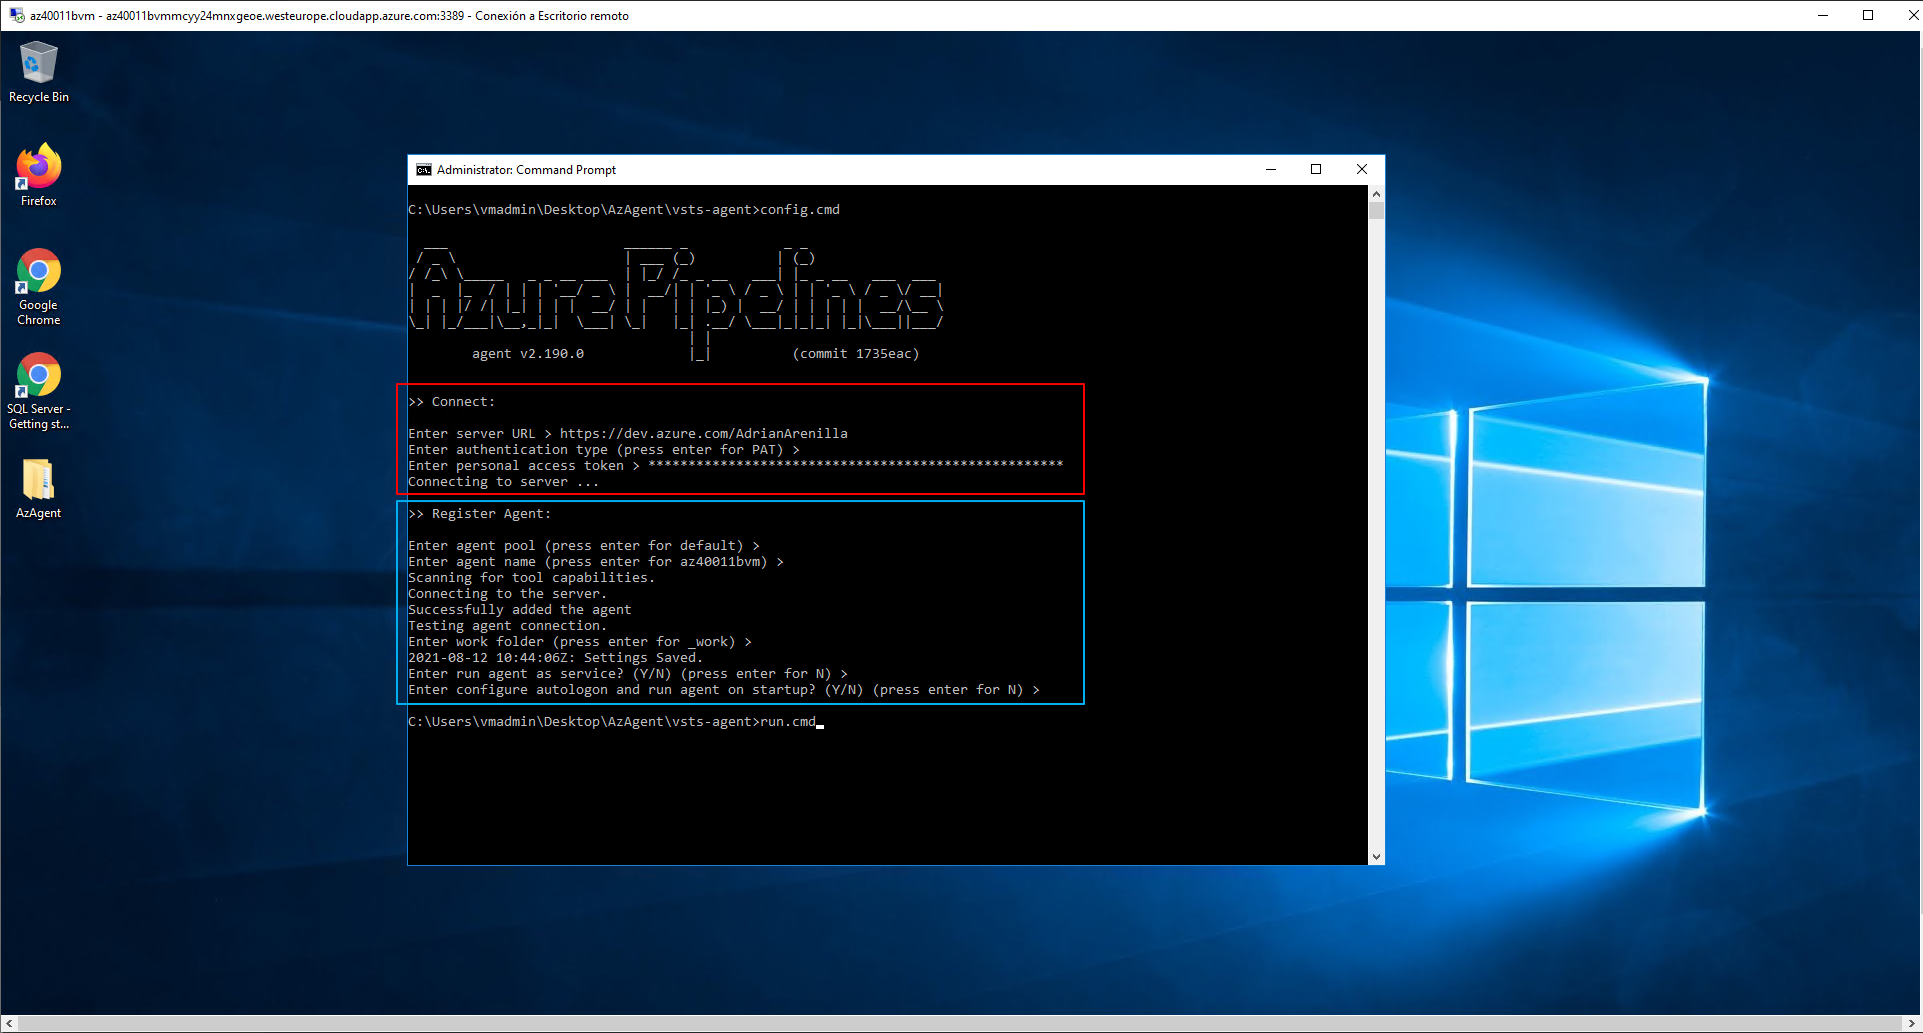 az40011bvm - az40011bvmmcyy24mnxgeoe.westeurope.cloudapp.azure.com:3389 - Conexión a Escritorio remoto
Recycle Bin
Firefox
Google
Chrome
SQL Server -
Getting st...
AzAgent
Administrator: Command Prompt
C:\Users\vmadmin\Desktop\AzAgent\vsts-agent>config.cmd
Azure Pipelines
agent v2.190.0 (commit 1735eac)
>> Connect:
Enter server URL > https://dev.azure.com/AdrianArenilla
Enter authentication type (press enter for PAT) >
Enter personal access token > ****************************************************
Connecting to server ...
>> Register Agent:
Enter agent pool (press enter for default) >
Enter agent name (press enter for az40011bvm) >
Scanning for tool capabilities.
Connecting to the server.
Successfully added the agent
Testing agent connection.
Enter work folder (press enter for _work) >
2021-08-12 10:44:06Z: Settings Saved.
Enter run agent as service? (Y/N) (press enter for N) >
Enter configure autologon and run agent on startup? (Y/N) (press enter for N) >
C:\Users\vmadmin\Desktop\AzAgent\vsts-agent>run.cmd